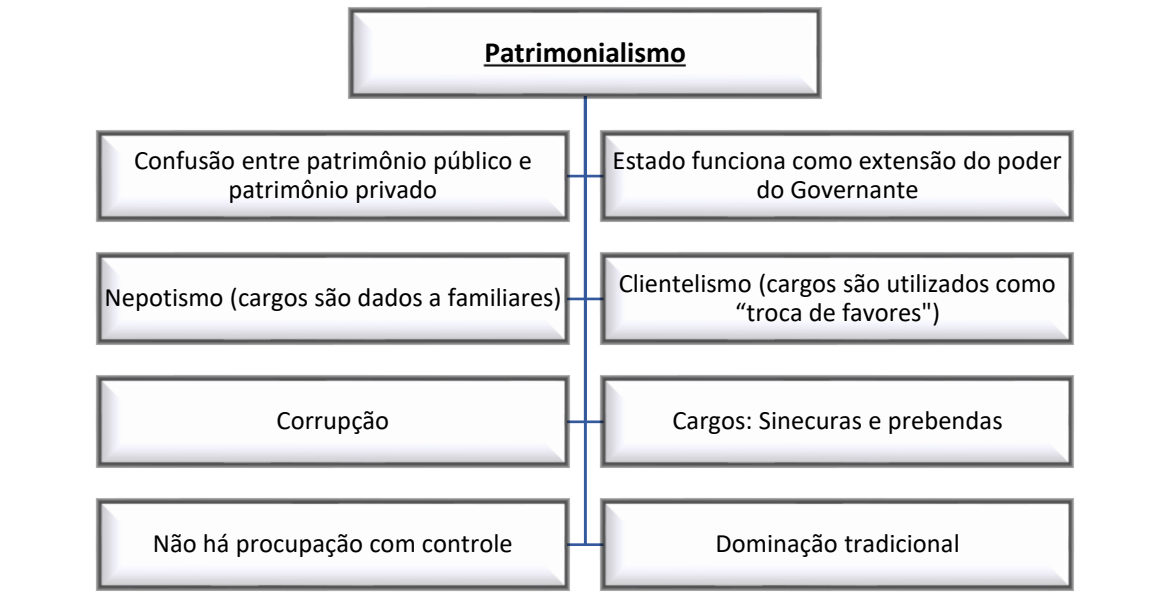 Patrimonialismo
Confusão entre patrimônio público e
patrimônio privado
Estado funciona como extensão do poder
do Governante
Nepotismo (cargos são dados a familiares)
Clientelismo (cargos são utilizados como
“troca de favores")
Corrupção
Cargos: Sinecuras e prebendas
Não há procupação com controle
Dominação tradicional